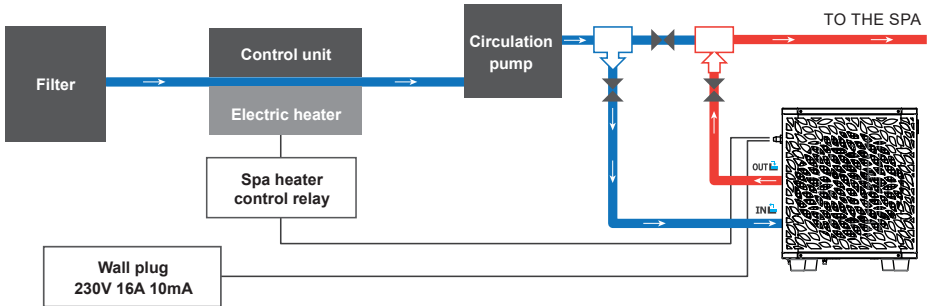 TO THE SPA
Circulation
pump
Control unit
Filter
Electric heater
OUT
Spa heater
control relay
IN
Wall plug
230V 16A 10mA